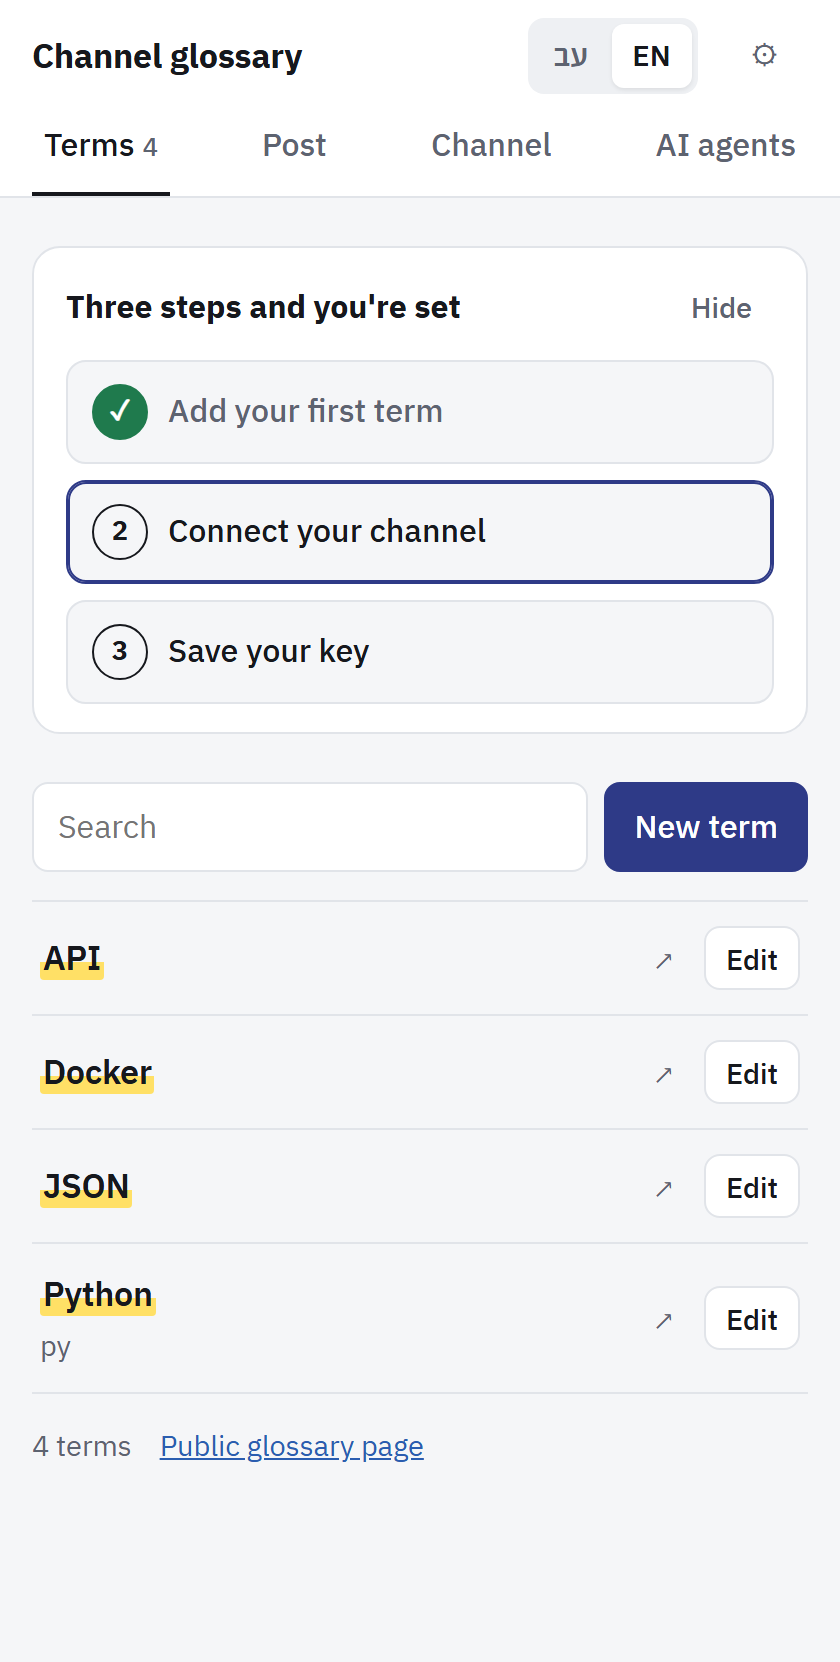 Channel glossary
עב EN
Terms 4 Post Channel AI agents
Three steps and you're set Hide
✓ Add your first term
2 Connect your channel
3 Save your key
Search New term
API ↗ Edit
Docker ↗ Edit
JSON ↗ Edit
Python ↗ Edit
py
4 terms Public glossary page